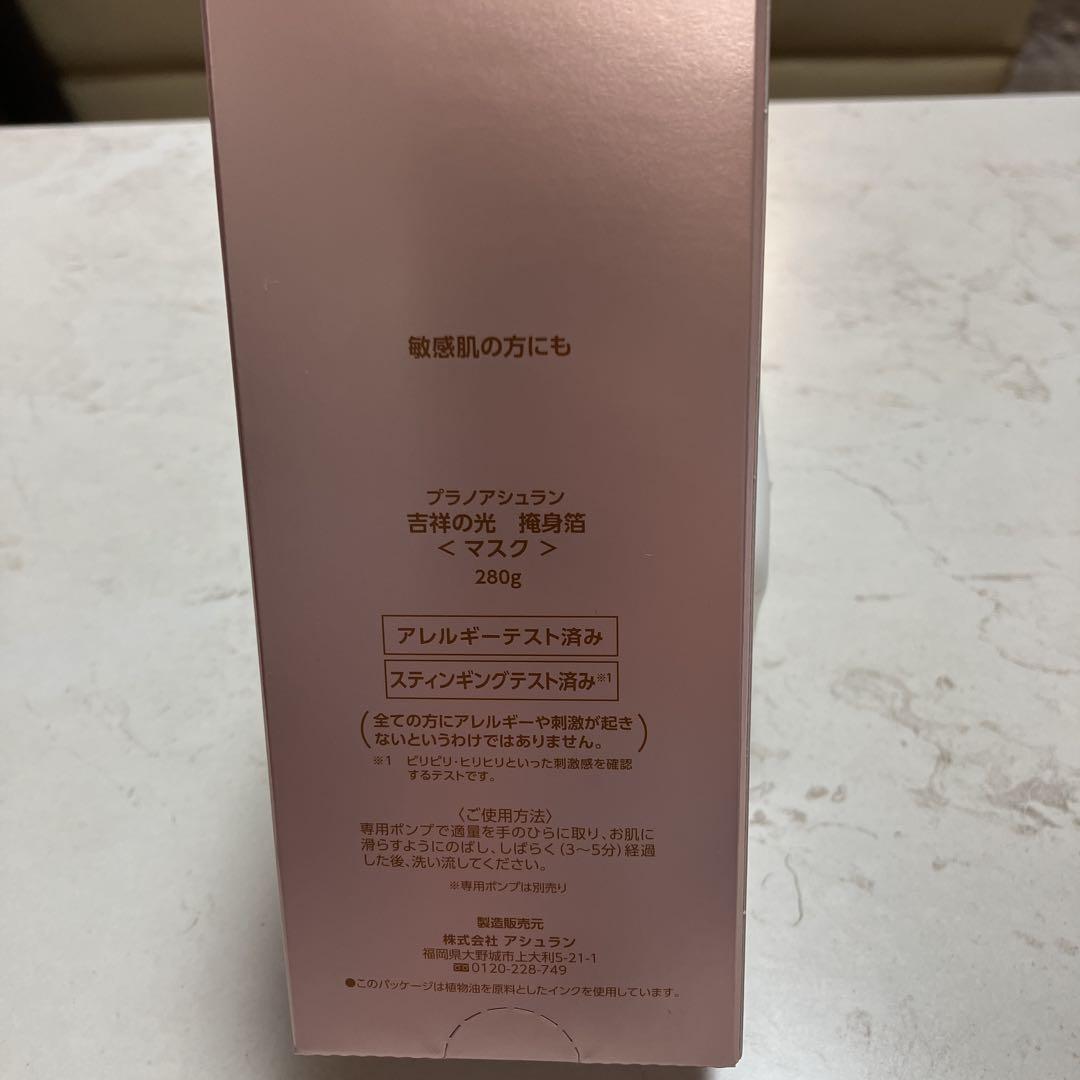 敏感肌の方にも
プラノアシュラン
吉祥の光　掩身箔
＜ マスク ＞
280g
アレルギーテスト済み
スティンギングテスト済み※1
(全ての方にアレルギーや刺激が起き
ないというわけではありません。)
※1　ピリピリ・ヒリヒリといった刺激感を確認
するテストです。
〈ご使用方法〉
専用ポンプで適量を手のひらに取り、お肌に
滑らすようにのばし、しばらく（3〜5分）経過
した後、洗い流してください。
※専用ポンプは別売り
製造販売元
株式会社 アシュラン
福岡県大野城市上大利5-21-1
0120-228-749
●このパッケージは植物油を原料としたインクを使用しています。